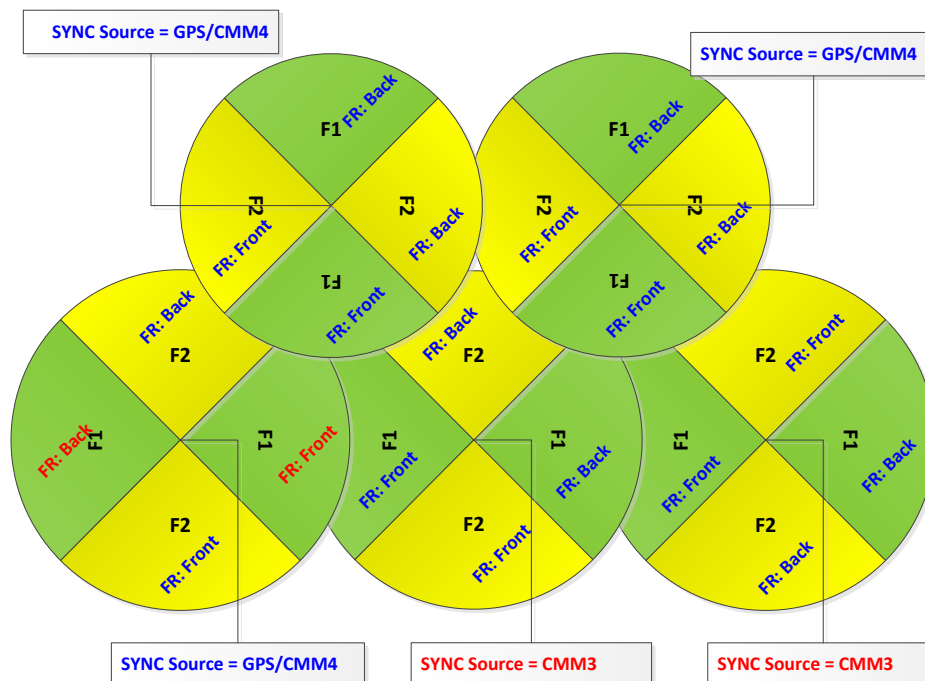 SYNC Source = GPS/CMM4
SYNC Source = GPS/CMM4
F1
FR: Back
F2
FR: Front
F2
FR: Back
F1
FR: Front
F1
FR: Back
F2
FR: Front
F2
FR: Back
F1
FR: Front
F2
FR: Back
F1
FR: Back
F1
FR: Front
F2
FR: Front
F2
FR: Back
F1
FR: Front
F1
FR: Back
F2
FR: Front
F2
FR: Front
F1
FR: Front
F1
FR: Back
F2
FR: Back
SYNC Source = GPS/CMM4
SYNC Source = CMM3
SYNC Source = CMM3